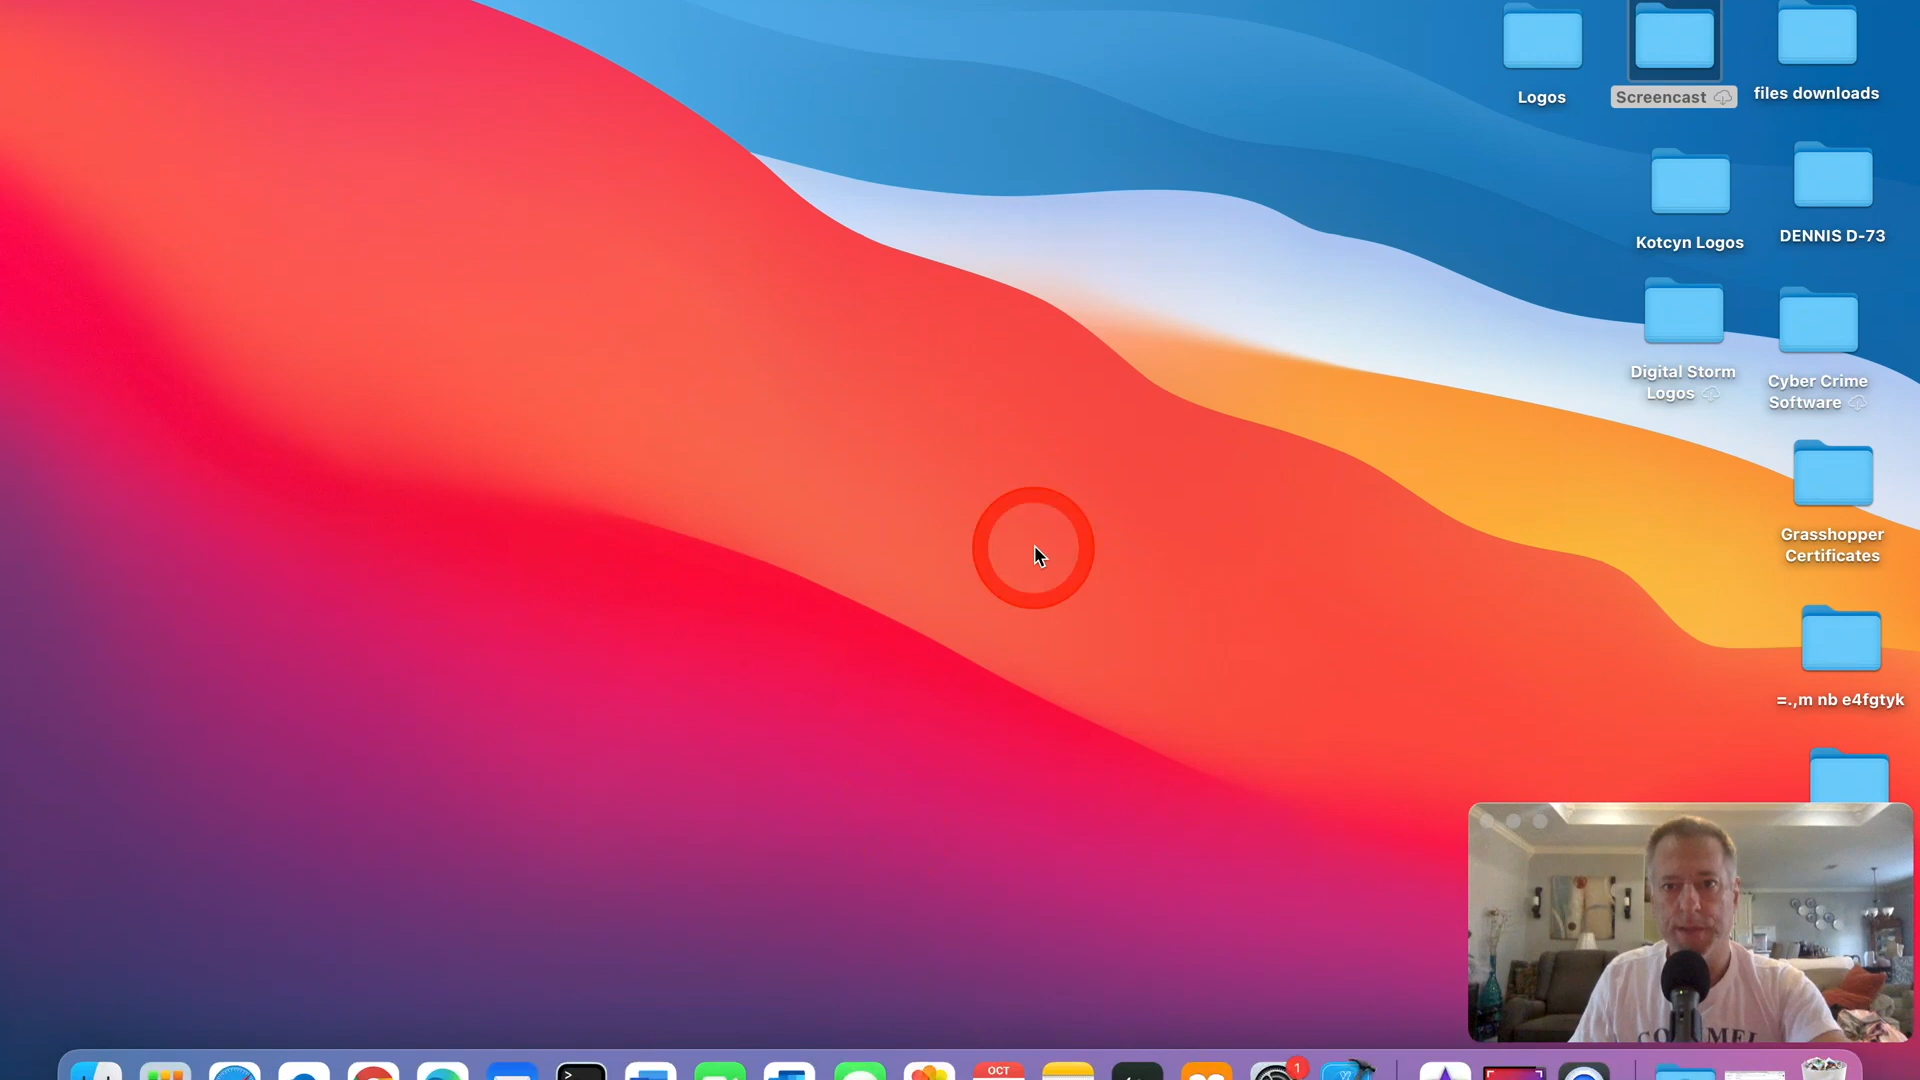 Logos
Screencast
files downloads
Kotcyn Logos
DENNIS D-73
Digital Storm
Logos
Cyber Crime
Software
Grasshopper
Certificates
=.,m nb e4fgtyk
OCT
1